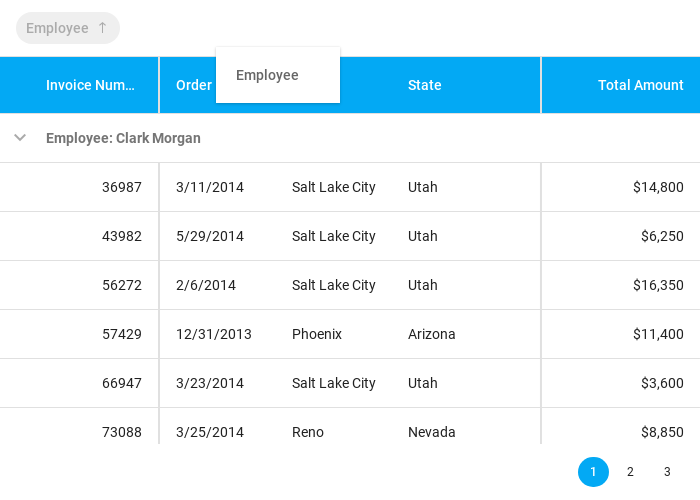 Employee ↑
Employee
Invoice Num... Order State Total Amount
Employee: Clark Morgan
36987 3/11/2014 Salt Lake City Utah $14,800
43982 5/29/2014 Salt Lake City Utah $6,250
56272 2/6/2014 Salt Lake City Utah $16,350
57429 12/31/2013 Phoenix Arizona $11,400
66947 3/23/2014 Salt Lake City Utah $3,600
73088 3/25/2014 Reno Nevada $8,850
1 2 3